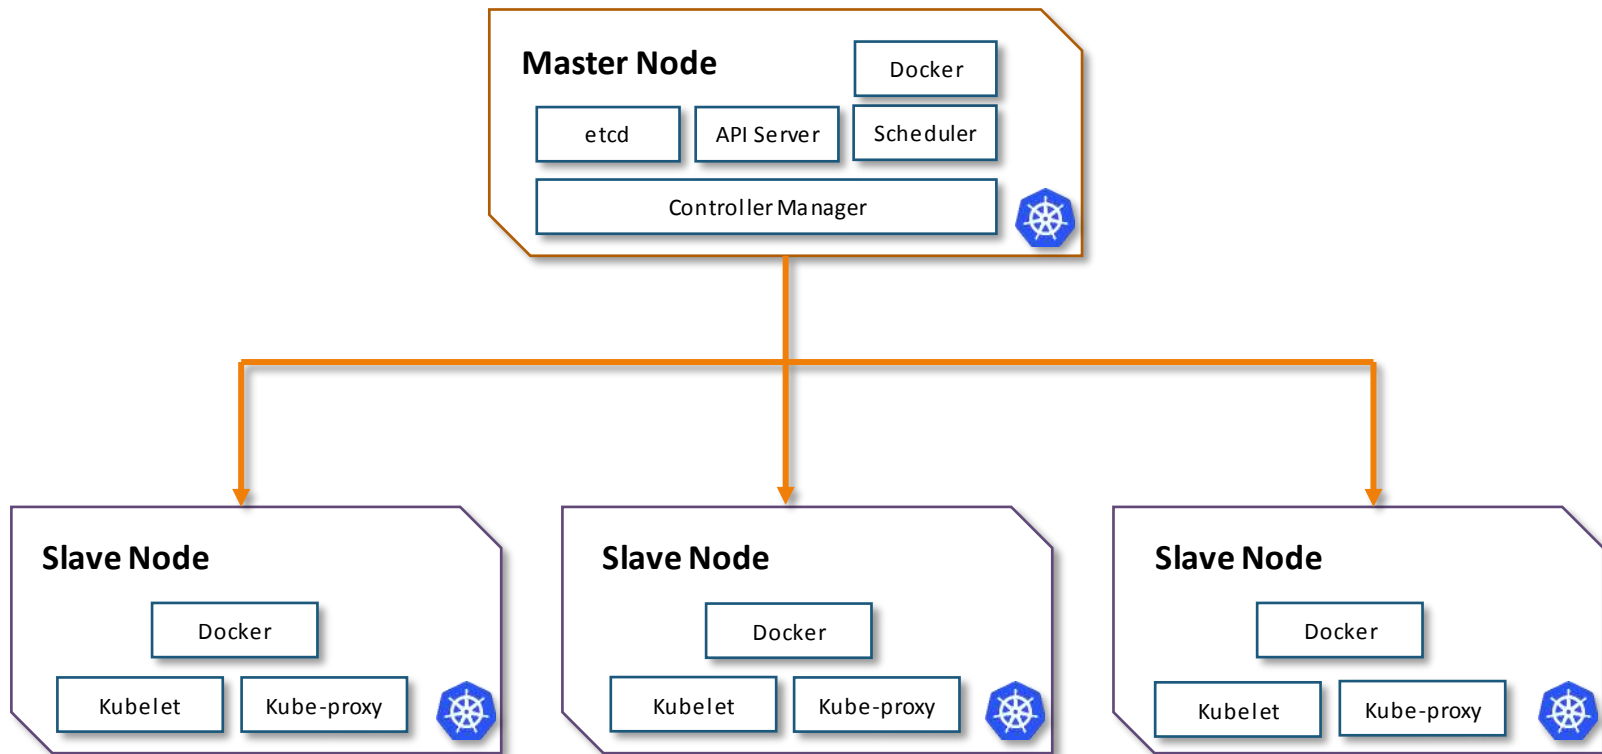 Master Node
Docker
etcd
API Server
Scheduler
Controller Manager
Slave Node
Docker
Kubelet
Kube-proxy
Slave Node
Docker
Kubelet
Kube-proxy
Slave Node
Docker
Kubelet
Kube-proxy